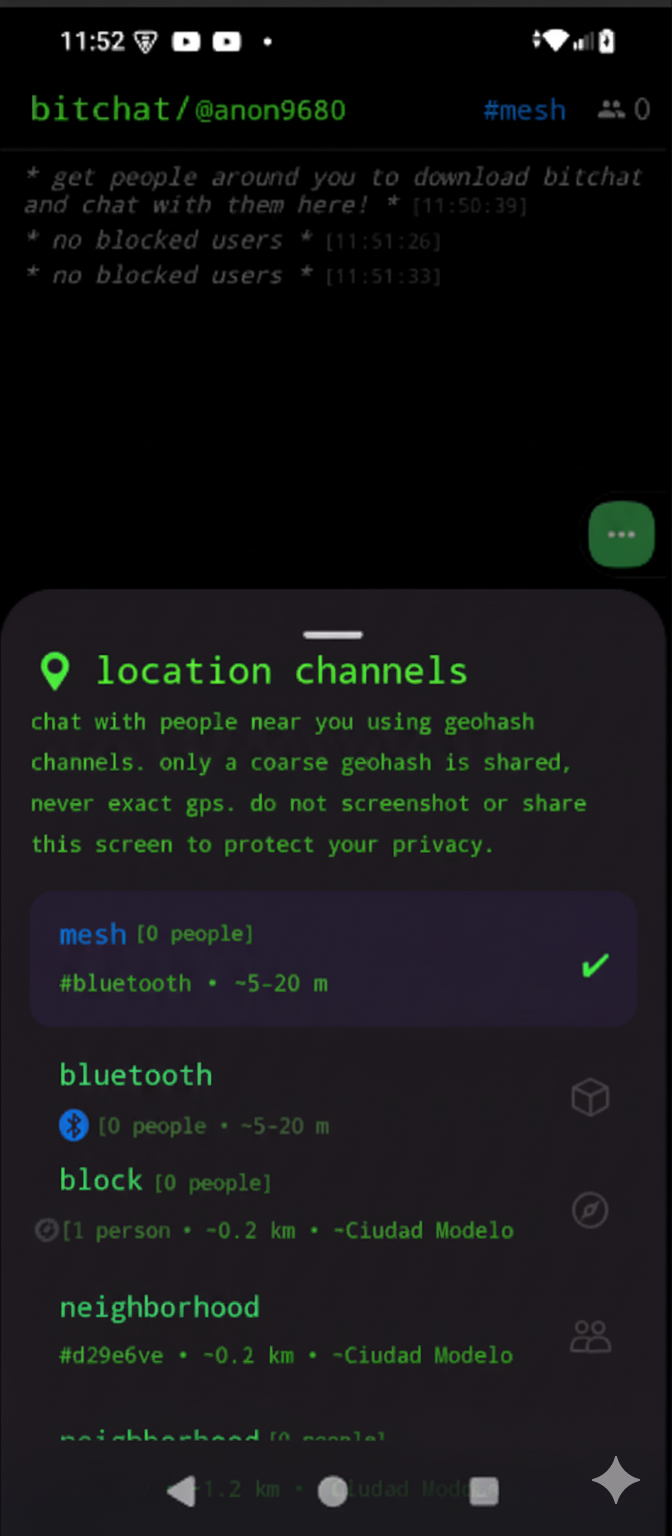 11:52
bitchat/@anon9680 #mesh 0
* get people around you to download bitchat
and chat with them here! * [11:50:39]
* no blocked users * [11:51:26]
* no blocked users * [11:51:33]
location channels
chat with people near you using geohash
channels. only a coarse geohash is shared,
never exact gps. do not screenshot or share
this screen to protect your privacy.
mesh [0 people]
#bluetooth • ~5-20 m
bluetooth
[0 people • ~5-20 m
block [0 people]
[1 person • ~0.2 km • ~Ciudad Modelo
neighborhood
#d29e6ve • ~0.2 km • ~Ciudad Modelo
neighborhood [0 people]
~1.2 km • Ciudad Modelo